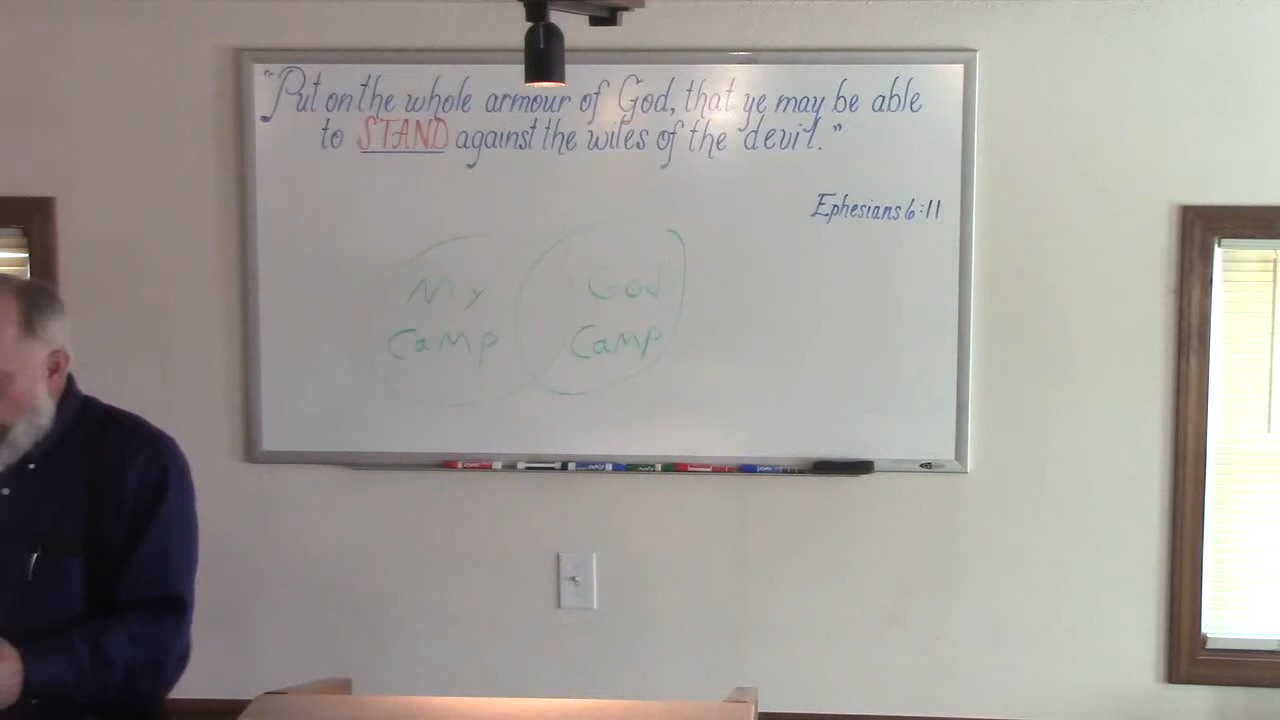 "Put on the whole armour of God, that ye may be able
to STAND against the wiles of the devil."
Ephesians 6:11
My God
Camp Camp